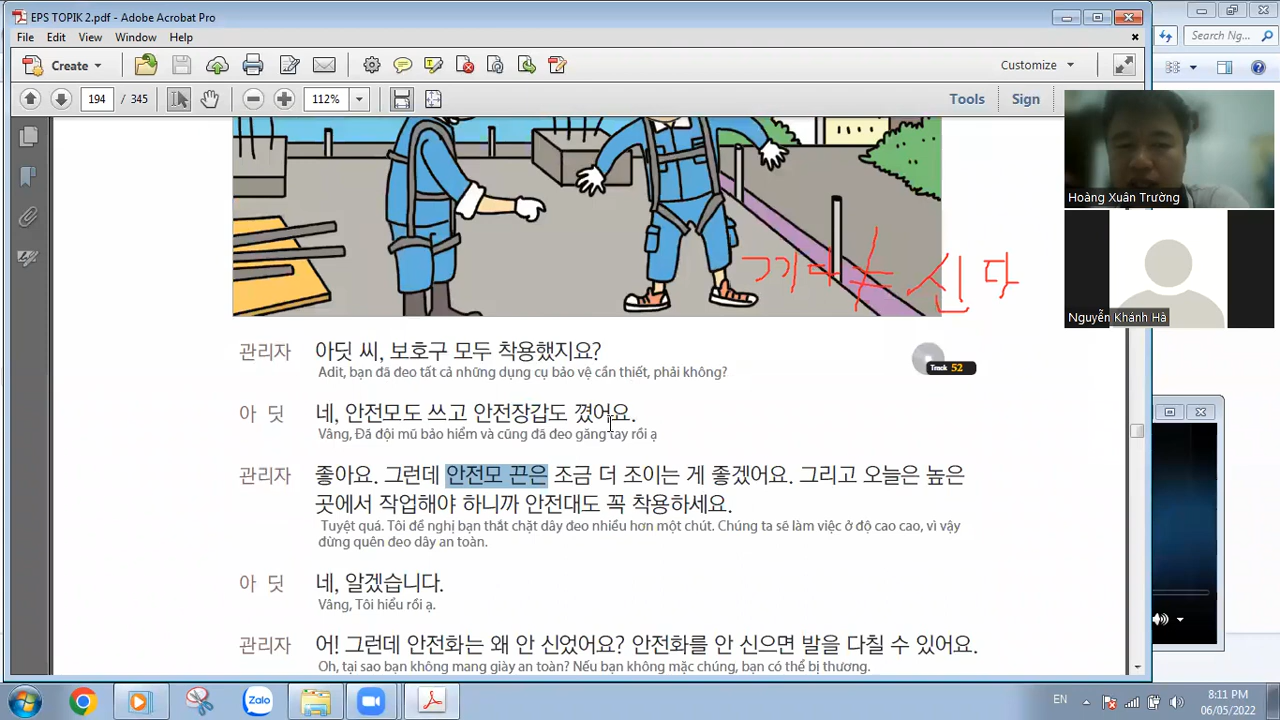 EPS TOPIK 2.pdf - Adobe Acrobat Pro
File Edit View Window Help
Create
Customize
194 / 345
112%
Tools
Sign
Search Ng...
Hoàng Xuân Trường
Nguyễn Khánh Hà
끼다 ≠ 신다
관리자 아딧 씨, 보호구 모두 착용했지요?
Adit, bạn đã đeo tất cả những dụng cụ bảo vệ cần thiết, phải không?
Track 52
아 딧 네, 안전모도 쓰고 안전장갑도 꼈어요.
Vâng, Đã đội mũ bảo hiểm và cũng đã đeo găng tay rồi ạ
관리자 좋아요. 그런데 안전모 끈은 조금 더 조이는 게 좋겠어요. 그리고 오늘은 높은
곳에서 작업해야 하니까 안전대도 꼭 착용하세요.
Tuyệt quá. Tôi đề nghị bạn thắt chặt dây đeo nhiều hơn một chút. Chúng ta sẽ làm việc ở độ cao cao, vì vậy
đừng quên đeo dây an toàn.
아 딧 네, 알겠습니다.
Vâng, Tôi hiểu rồi ạ.
관리자 어! 그런데 안전화는 왜 안 신었어요? 안전화를 안 신으면 발을 다칠 수 있어요.
Oh, tại sao bạn không mang giày an toàn? Nếu bạn không mặc chúng, bạn có thể bị thương.
Zalo
EN
8:11 PM
06/05/2022